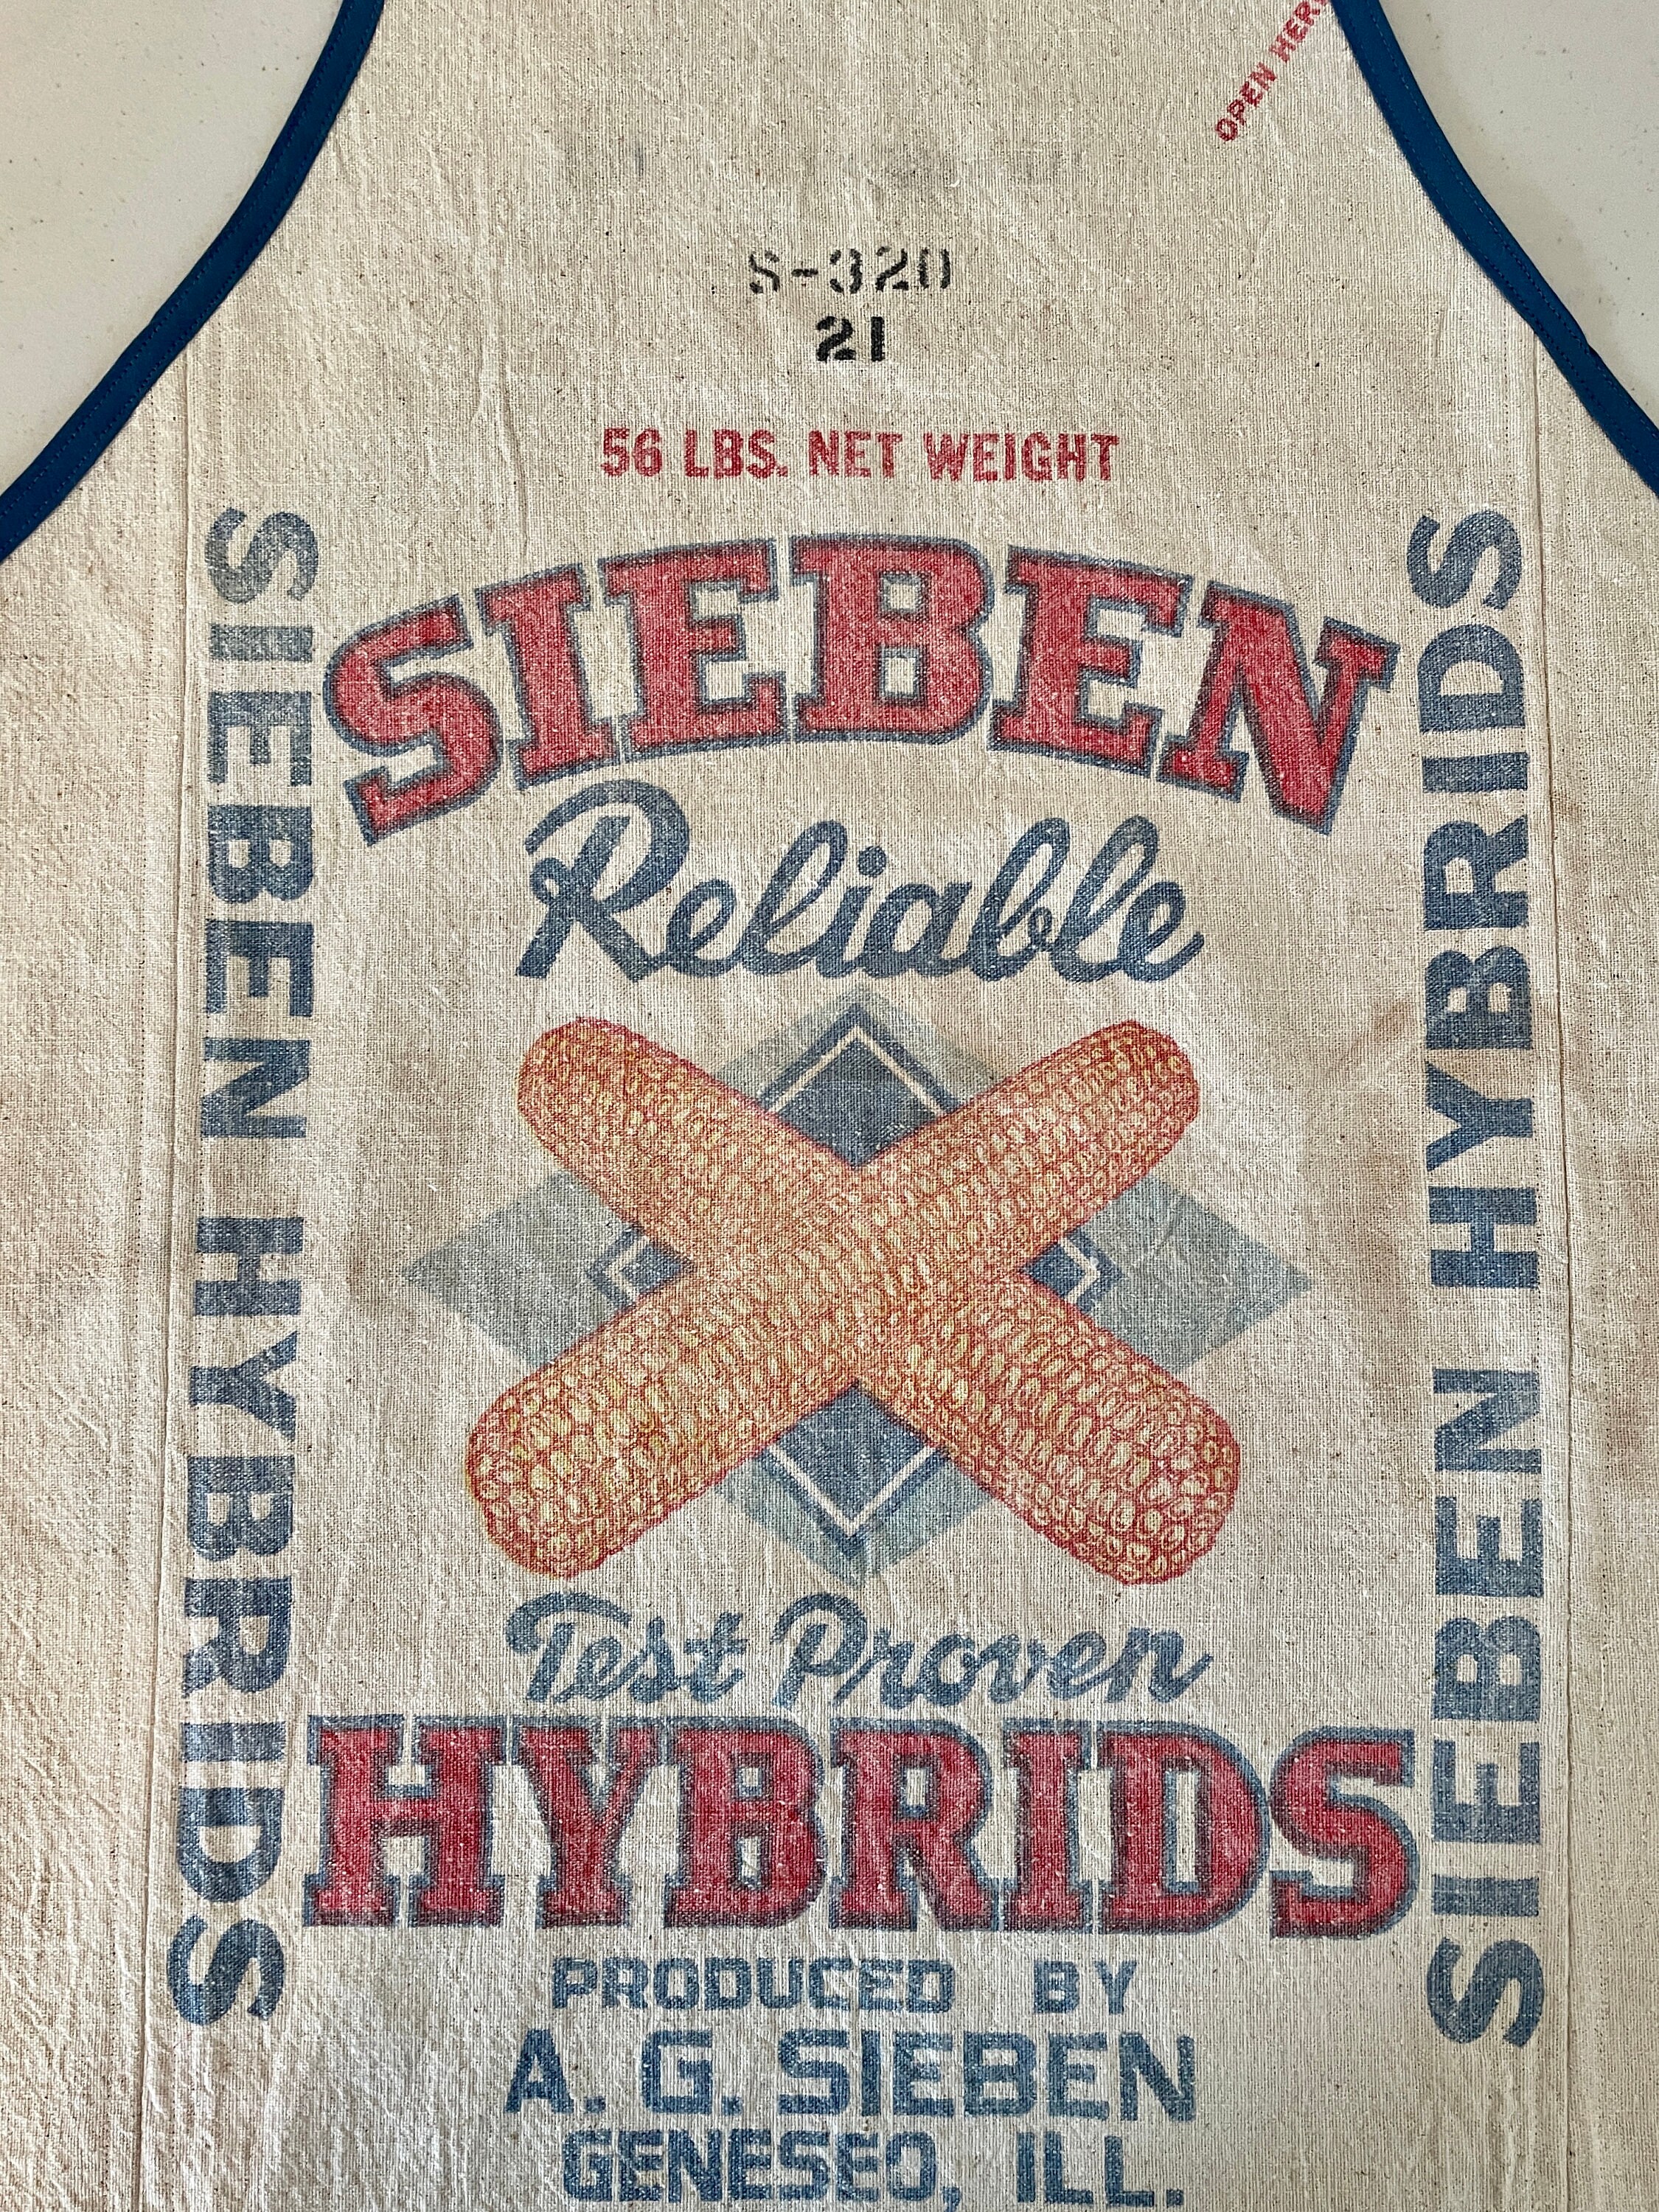 OPEN HERE
S-320
21
56 LBS. NET WEIGHT
SIEBEN
Reliable
Test Proven
HYBRIDS
PRODUCED BY
A. G. SIEBEN
GENESEO, ILL.
SIEBEN HYBRIDS
SIEBEN HYBRIDS